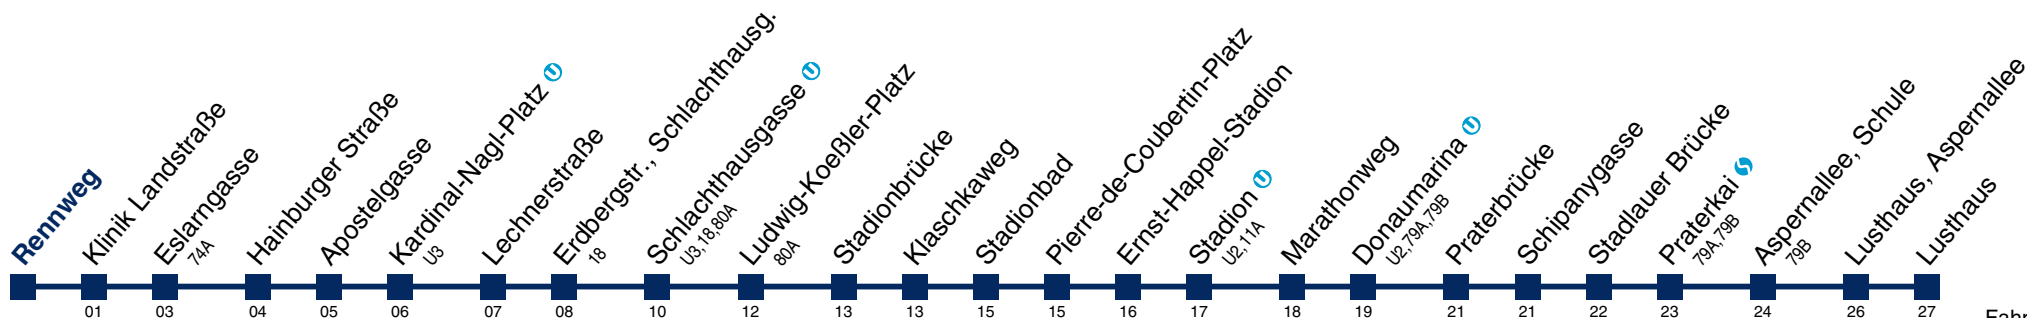 Rennweg
Klinik Landstraße
Eslarngasse
74A
Hainburger Straße
Apostelgasse
Kardinal-Nagl-Platz
U3
Lechnerstraße
Erdbergstr., Schlachthausg.
18
Schlachthausgasse
U3,18,80A
Ludwig-Koeßler-Platz
80A
Stadionbrücke
Klaschkaweg
Stadionbad
Pierre-de-Coubertin-Platz
Ernst-Happel-Stadion
Stadion
U2,11A
Marathonweg
Donaumarina
U2,79A,79B
Praterbrücke
Schipanygasse
Stadlauer Brücke
Praterkai
79A,79B
Aspernallee, Schule
79B
Lusthaus, Aspernallee
Lusthaus
01 03 04 05 06 07 08 10 12 13 13 15 15 16 17 18 19 21 21 22 23 24 26 27